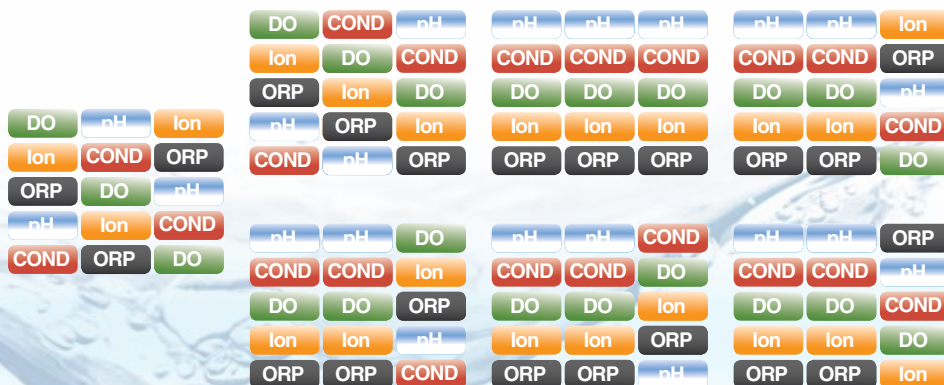 DO pH Ion
Ion COND ORP
ORP DO pH
pH Ion COND
COND ORP DO
DO COND pH
Ion DO COND
ORP Ion DO
pH ORP Ion
COND pH ORP
pH pH pH
COND COND COND
DO DO DO
Ion Ion Ion
ORP ORP ORP
pH pH Ion
COND COND ORP
DO DO pH
Ion Ion COND
ORP ORP DO
pH pH DO
COND COND Ion
DO DO ORP
Ion Ion pH
ORP ORP COND
pH pH COND
COND COND DO
DO DO Ion
Ion Ion ORP
ORP ORP pH
pH pH ORP
COND COND pH
DO DO COND
Ion Ion DO
ORP ORP Ion